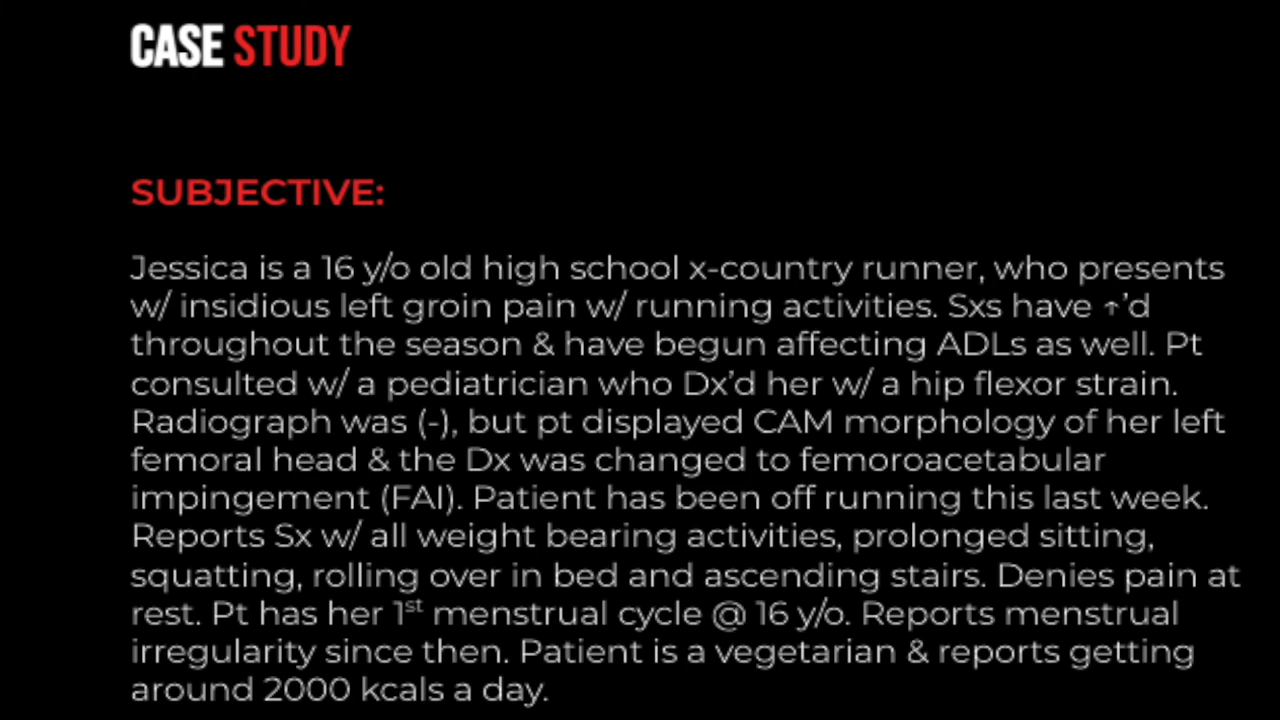 CASE STUDY
SUBJECTIVE:
Jessica is a 16 y/o old high school x-country runner, who presents
w/ insidious left groin pain w/ running activities. Sxs have ↑'d
throughout the season & have begun affecting ADLs as well. Pt
consulted w/ a pediatrician who Dx'd her w/ a hip flexor strain.
Radiograph was (-), but pt displayed CAM morphology of her left
femoral head & the Dx was changed to femoroacetabular
impingement (FAI). Patient has been off running this last week.
Reports Sx w/ all weight bearing activities, prolonged sitting,
squatting, rolling over in bed and ascending stairs. Denies pain at
rest. Pt has her 1st menstrual cycle @ 16 y/o. Reports menstrual
irregularity since then. Patient is a vegetarian & reports getting
around 2000 kcals a day.